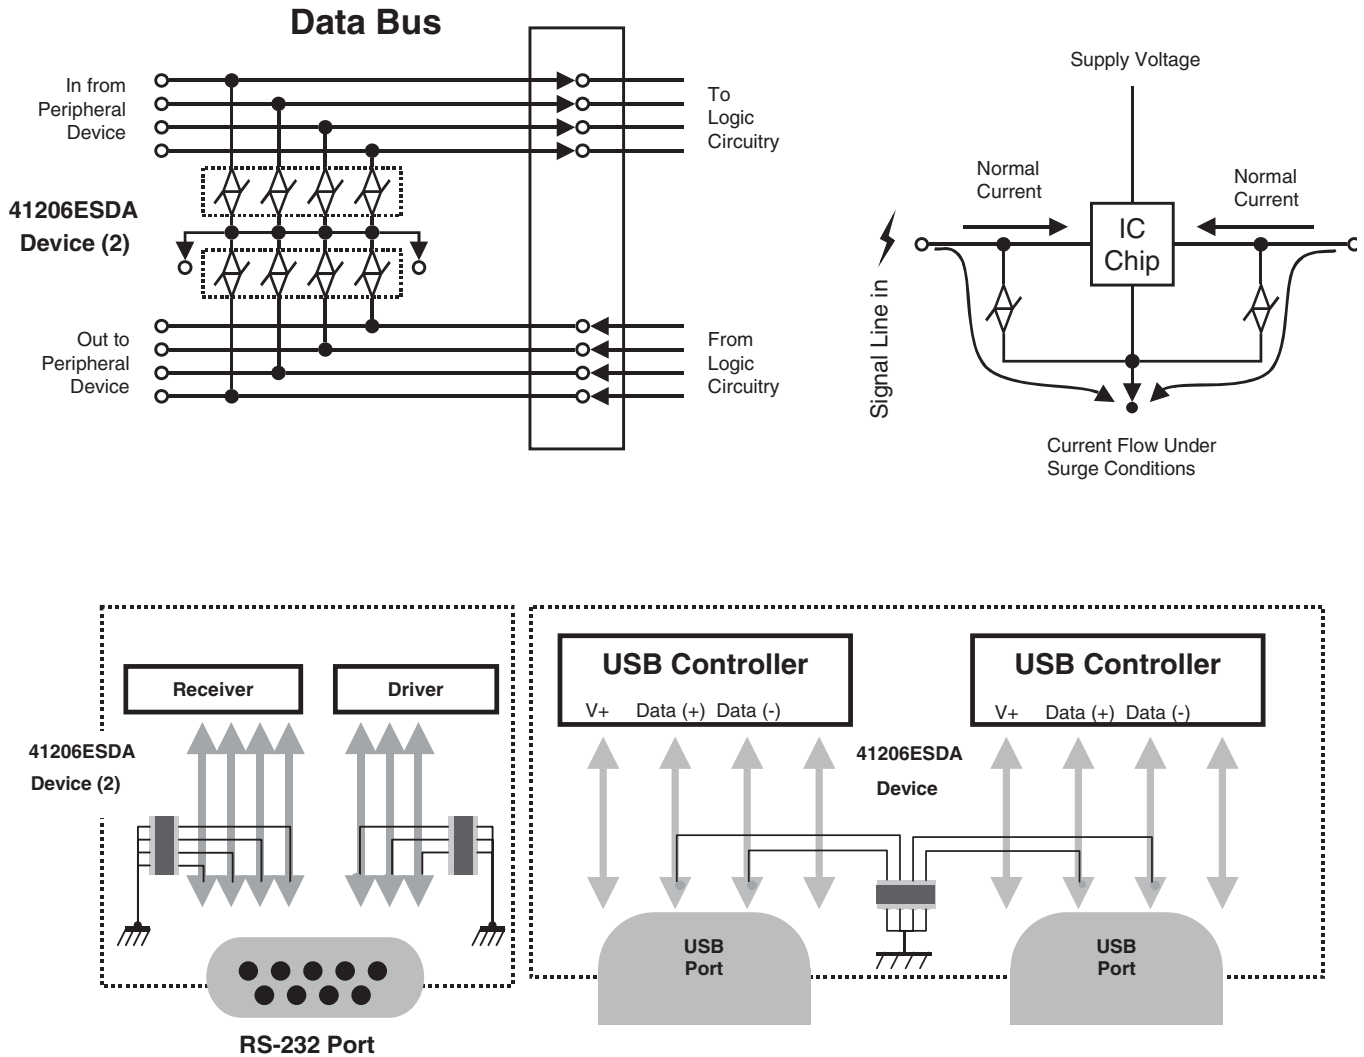 Data Bus
In from
Peripheral
Device
To
Logic
Circuitry
41206ESDA
Device (2)
Out to
Peripheral
Device
From
Logic
Circuitry
Supply Voltage
Normal
Current
Normal
Current
IC
Chip
Signal Line in
Current Flow Under
Surge Conditions
Receiver
Driver
41206ESDA
Device (2)
RS-232 Port
USB Controller
V+ Data (+) Data (-)
USB Controller
V+ Data (+) Data (-)
41206ESDA
Device
USB
Port
USB
Port